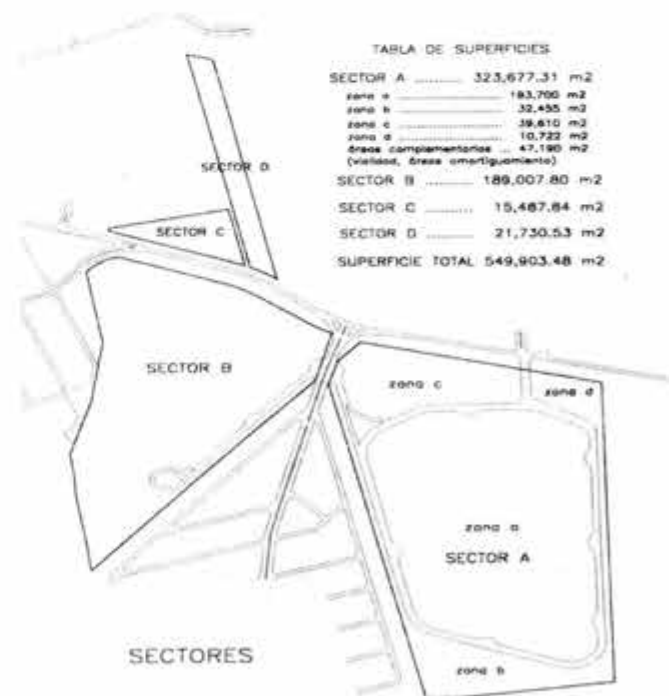 TABLA DE SUPERFICIES
SECTOR A ......... 323,677.31 m2
zona a ........................ 193,700 m2
zona b ........................ 32,455 m2
zona c ........................ 39,610 m2
zona d ........................ 10,722 m2
áreas complementarias ... 47,190 m2
(vialidad, áreas amortiguamiento)
SECTOR B ......... 189,007.80 m2
SECTOR C ......... 15,487.84 m2
SECTOR D ......... 21,730.53 m2
SUPERFICIE TOTAL 549,903.48 m2
SECTOR D
SECTOR C
SECTOR B
zona c
zona d
zona a
SECTOR A
zona b
SECTORES